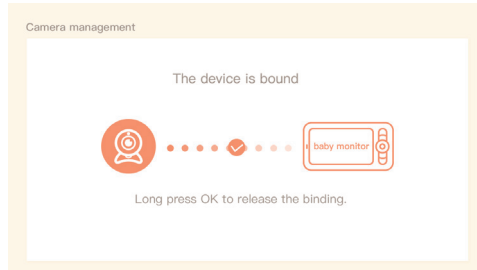 Camera management
The device is bound
baby monitor
Long press OK to release the binding.